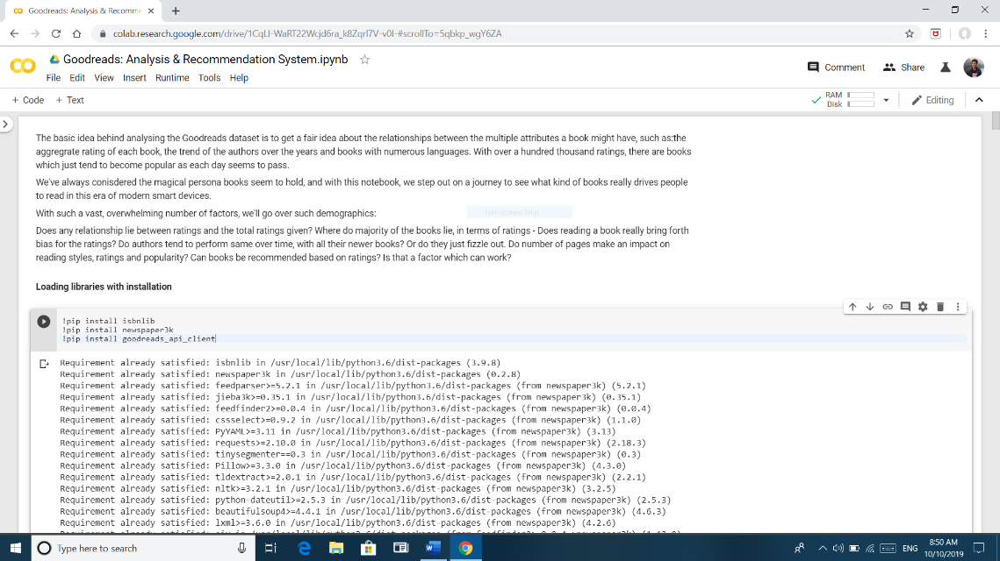 Goodreads: Analysis & Recomme
colab.research.google.com/drive/1CqLI-WaRT22Wcjd6ra_k8Zqrl7V-v0I-#scrollTo=5qbkp_wgY6ZA
Goodreads: Analysis & Recommendation System.ipynb
Comment
Share
File Edit View Insert Runtime Tools Help
+ Code + Text
RAM
Disk
Editing
The basic idea behind analysing the Goodreads dataset is to get a fair idea about the relationships between the multiple attributes a book might have, such as:the
aggregrate rating of each book, the trend of the authors over the years and books with numerous languages. With over a hundred thousand ratings, there are books
which just tend to become popular as each day seems to pass.
We've always conisdered the magical persona books seem to hold, and with this notebook, we step out on a journey to see what kind of books really drives people
to read in this era of modern smart devices.
With such a vast, overwhelming number of factors, we'll go over such demographics:
Full-screen Snip
Does any relationship lie between ratings and the total ratings given? Where do majority of the books lie, in terms of ratings - Does reading a book really bring forth
bias for the ratings? Do authors tend to perform same over time, with all their newer books? Or do they just fizzle out. Do number of pages make an impact on
reading styles, ratings and popularity? Can books be recommended based on ratings? Is that a factor which can work?
Loading libraries with installation
!pip install isbnlib
!pip install newspaper3k
!pip install goodreads_api_client
Requirement already satisfied: isbnlib in /usr/local/lib/python3.6/dist-packages (3.9.8)
Requirement already satisfied: newspaper3k in /usr/local/lib/python3.6/dist-packages (0.2.8)
Requirement already satisfied: feedparser>=5.2.1 in /usr/local/lib/python3.6/dist-packages (from newspaper3k) (5.2.1)
Requirement already satisfied: jieba3k>=0.35.1 in /usr/local/lib/python3.6/dist-packages (from newspaper3k) (0.35.1)
Requirement already satisfied: feedfinder2>=0.0.4 in /usr/local/lib/python3.6/dist-packages (from newspaper3k) (0.0.4)
Requirement already satisfied: cssselect>=0.9.2 in /usr/local/lib/python3.6/dist-packages (from newspaper3k) (1.1.0)
Requirement already satisfied: PyYAML>=3.11 in /usr/local/lib/python3.6/dist-packages (from newspaper3k) (3.13)
Requirement already satisfied: requests>=2.10.0 in /usr/local/lib/python3.6/dist-packages (from newspaper3k) (2.18.3)
Requirement already satisfied: tinysegmenter==0.3 in /usr/local/lib/python3.6/dist-packages (from newspaper3k) (0.3)
Requirement already satisfied: Pillow>=3.3.0 in /usr/local/lib/python3.6/dist-packages (from newspaper3k) (4.3.0)
Requirement already satisfied: tldextract>=2.0.1 in /usr/local/lib/python3.6/dist-packages (from newspaper3k) (2.2.1)
Requirement already satisfied: nltk>=3.2.1 in /usr/local/lib/python3.6/dist-packages (from newspaper3k) (3.2.5)
Requirement already satisfied: python-dateutil>=2.5.3 in /usr/local/lib/python3.6/dist-packages (from newspaper3k) (2.5.3)
Requirement already satisfied: beautifulsoup4>=4.4.1 in /usr/local/lib/python3.6/dist-packages (from newspaper3k) (4.6.3)
Requirement already satisfied: lxml>=3.6.0 in /usr/local/lib/python3.6/dist-packages (from newspaper3k) (4.2.6)
Type here to search
ENG
8:50 AM
10/10/2019